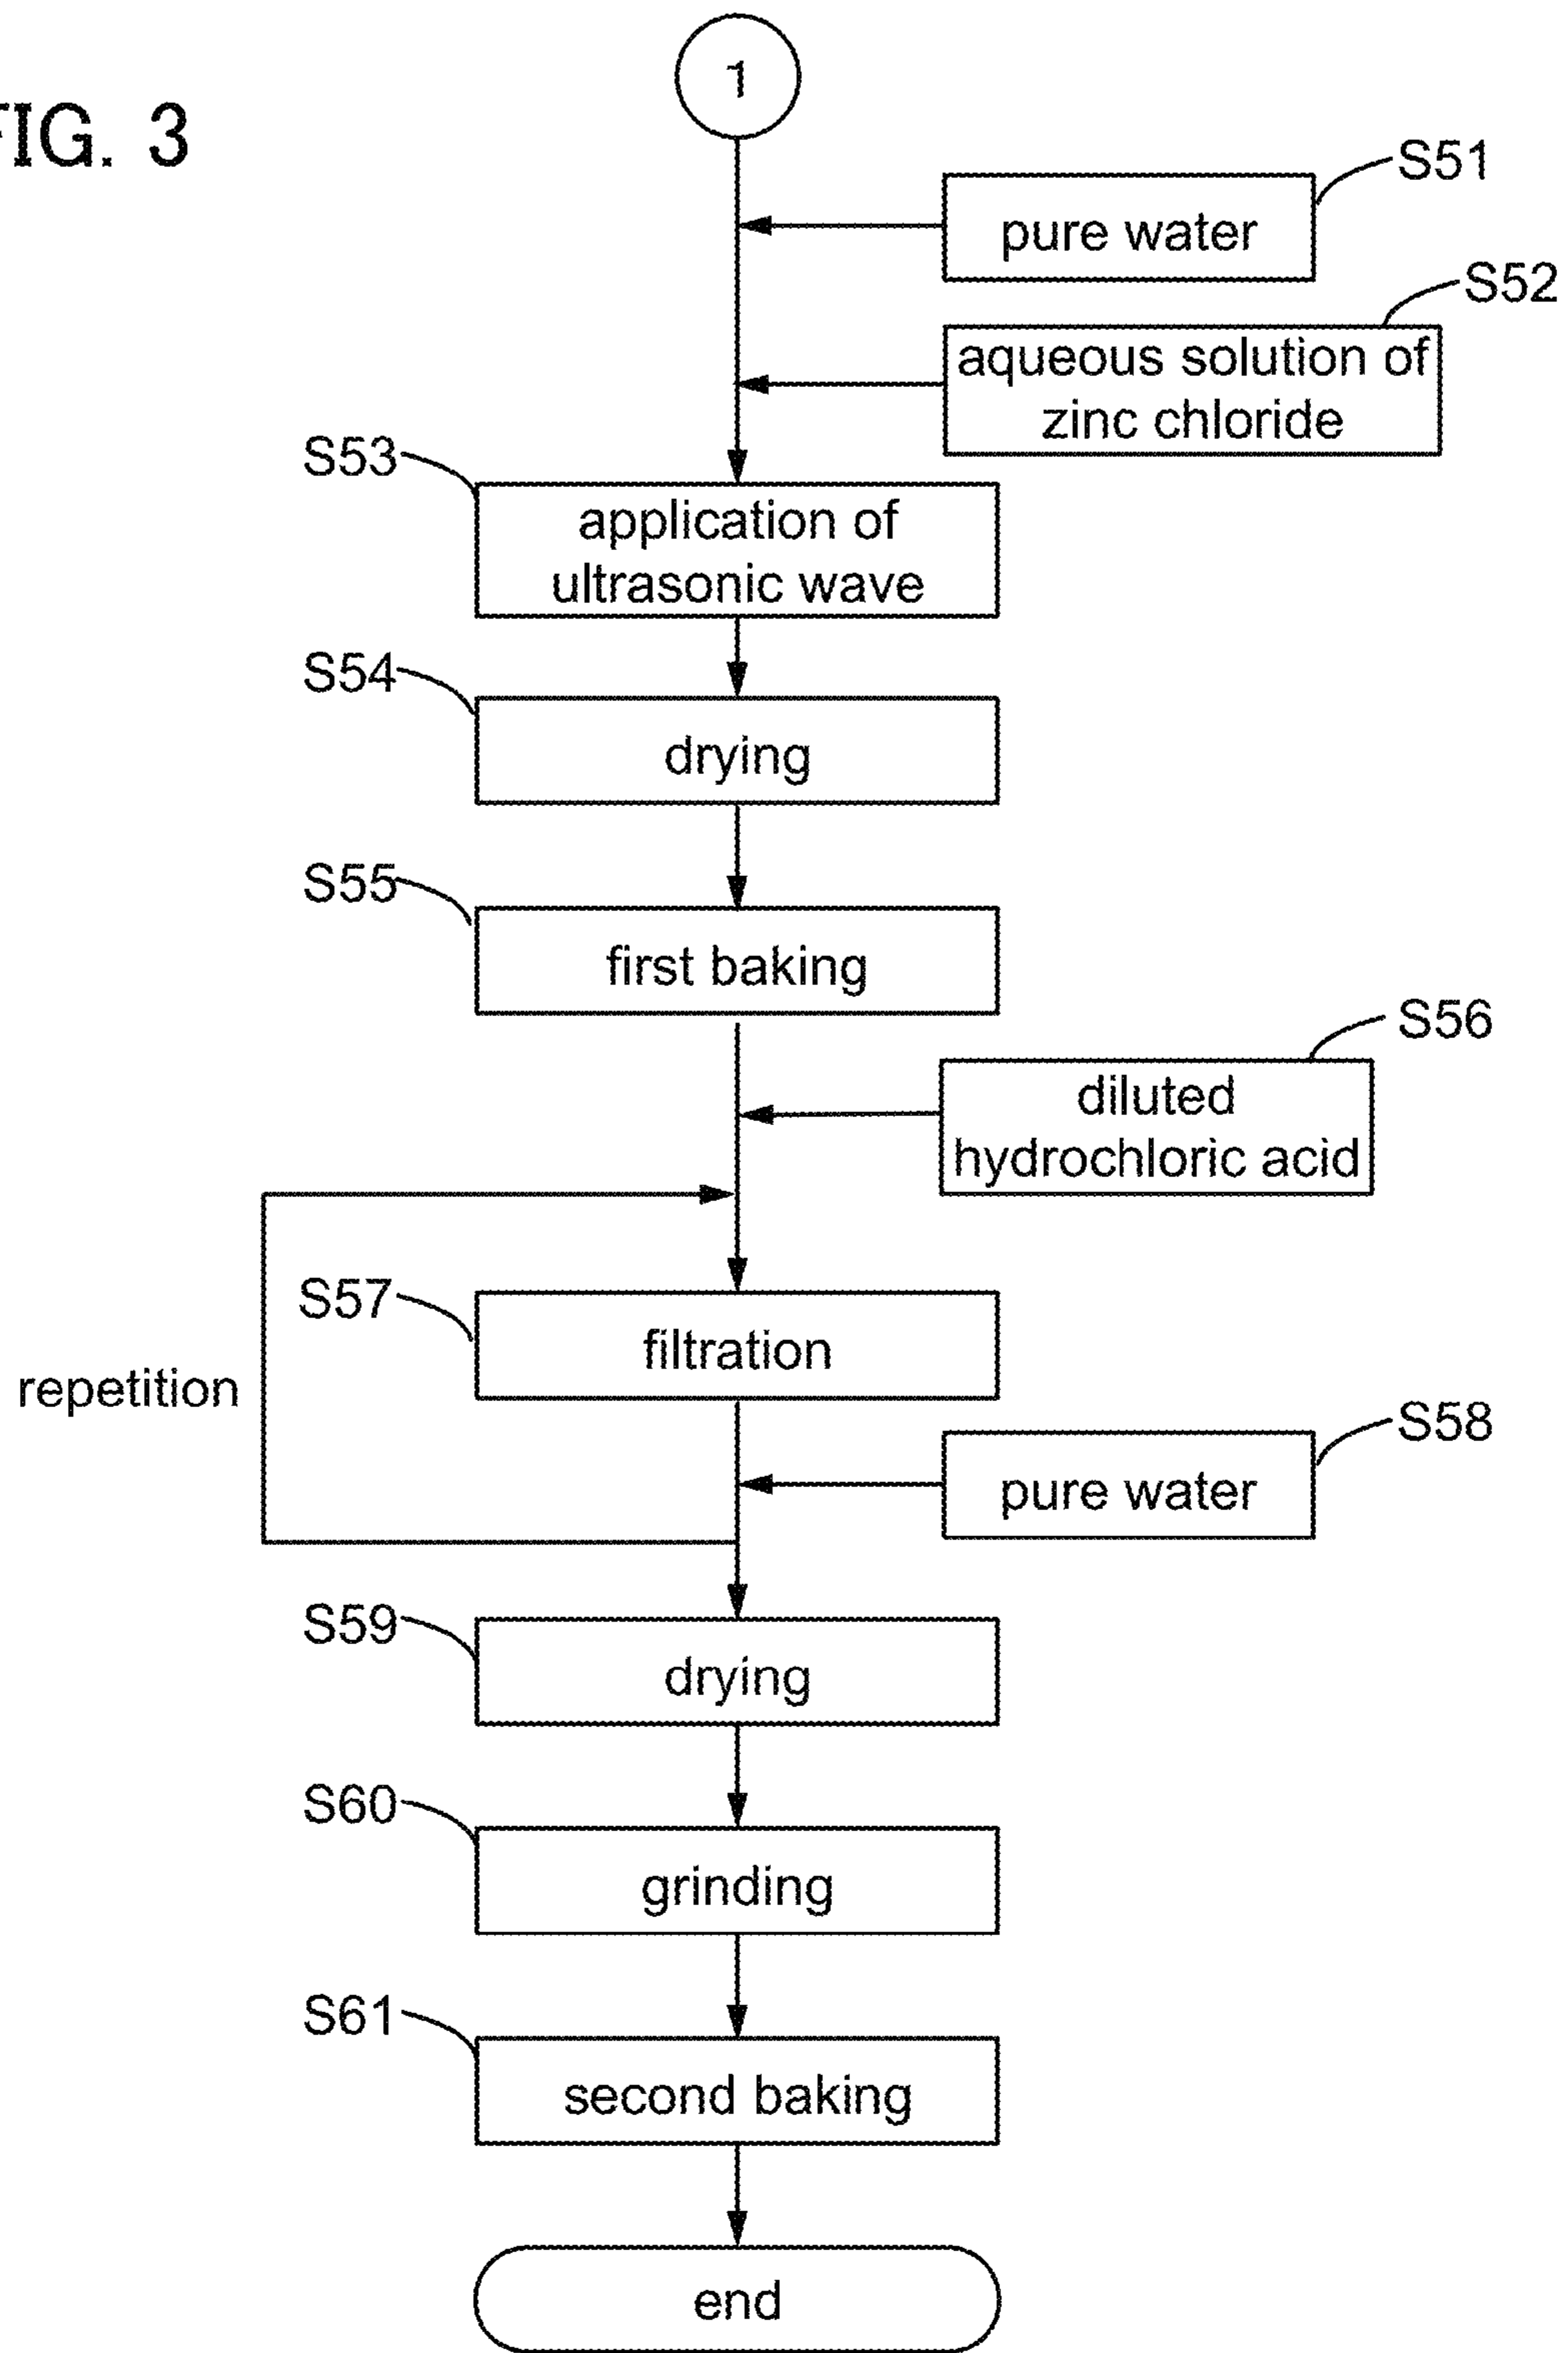 FIG. 3
1
S51
pure water
S52
aqueous solution of
zinc chloride
S53
application of
ultrasonic wave
S54
drying
S55
first baking
S56
diluted
hydrochloric acid
S57
filtration
repetition
S58
pure water
S59
drying
S60
grinding
S61
second baking
end